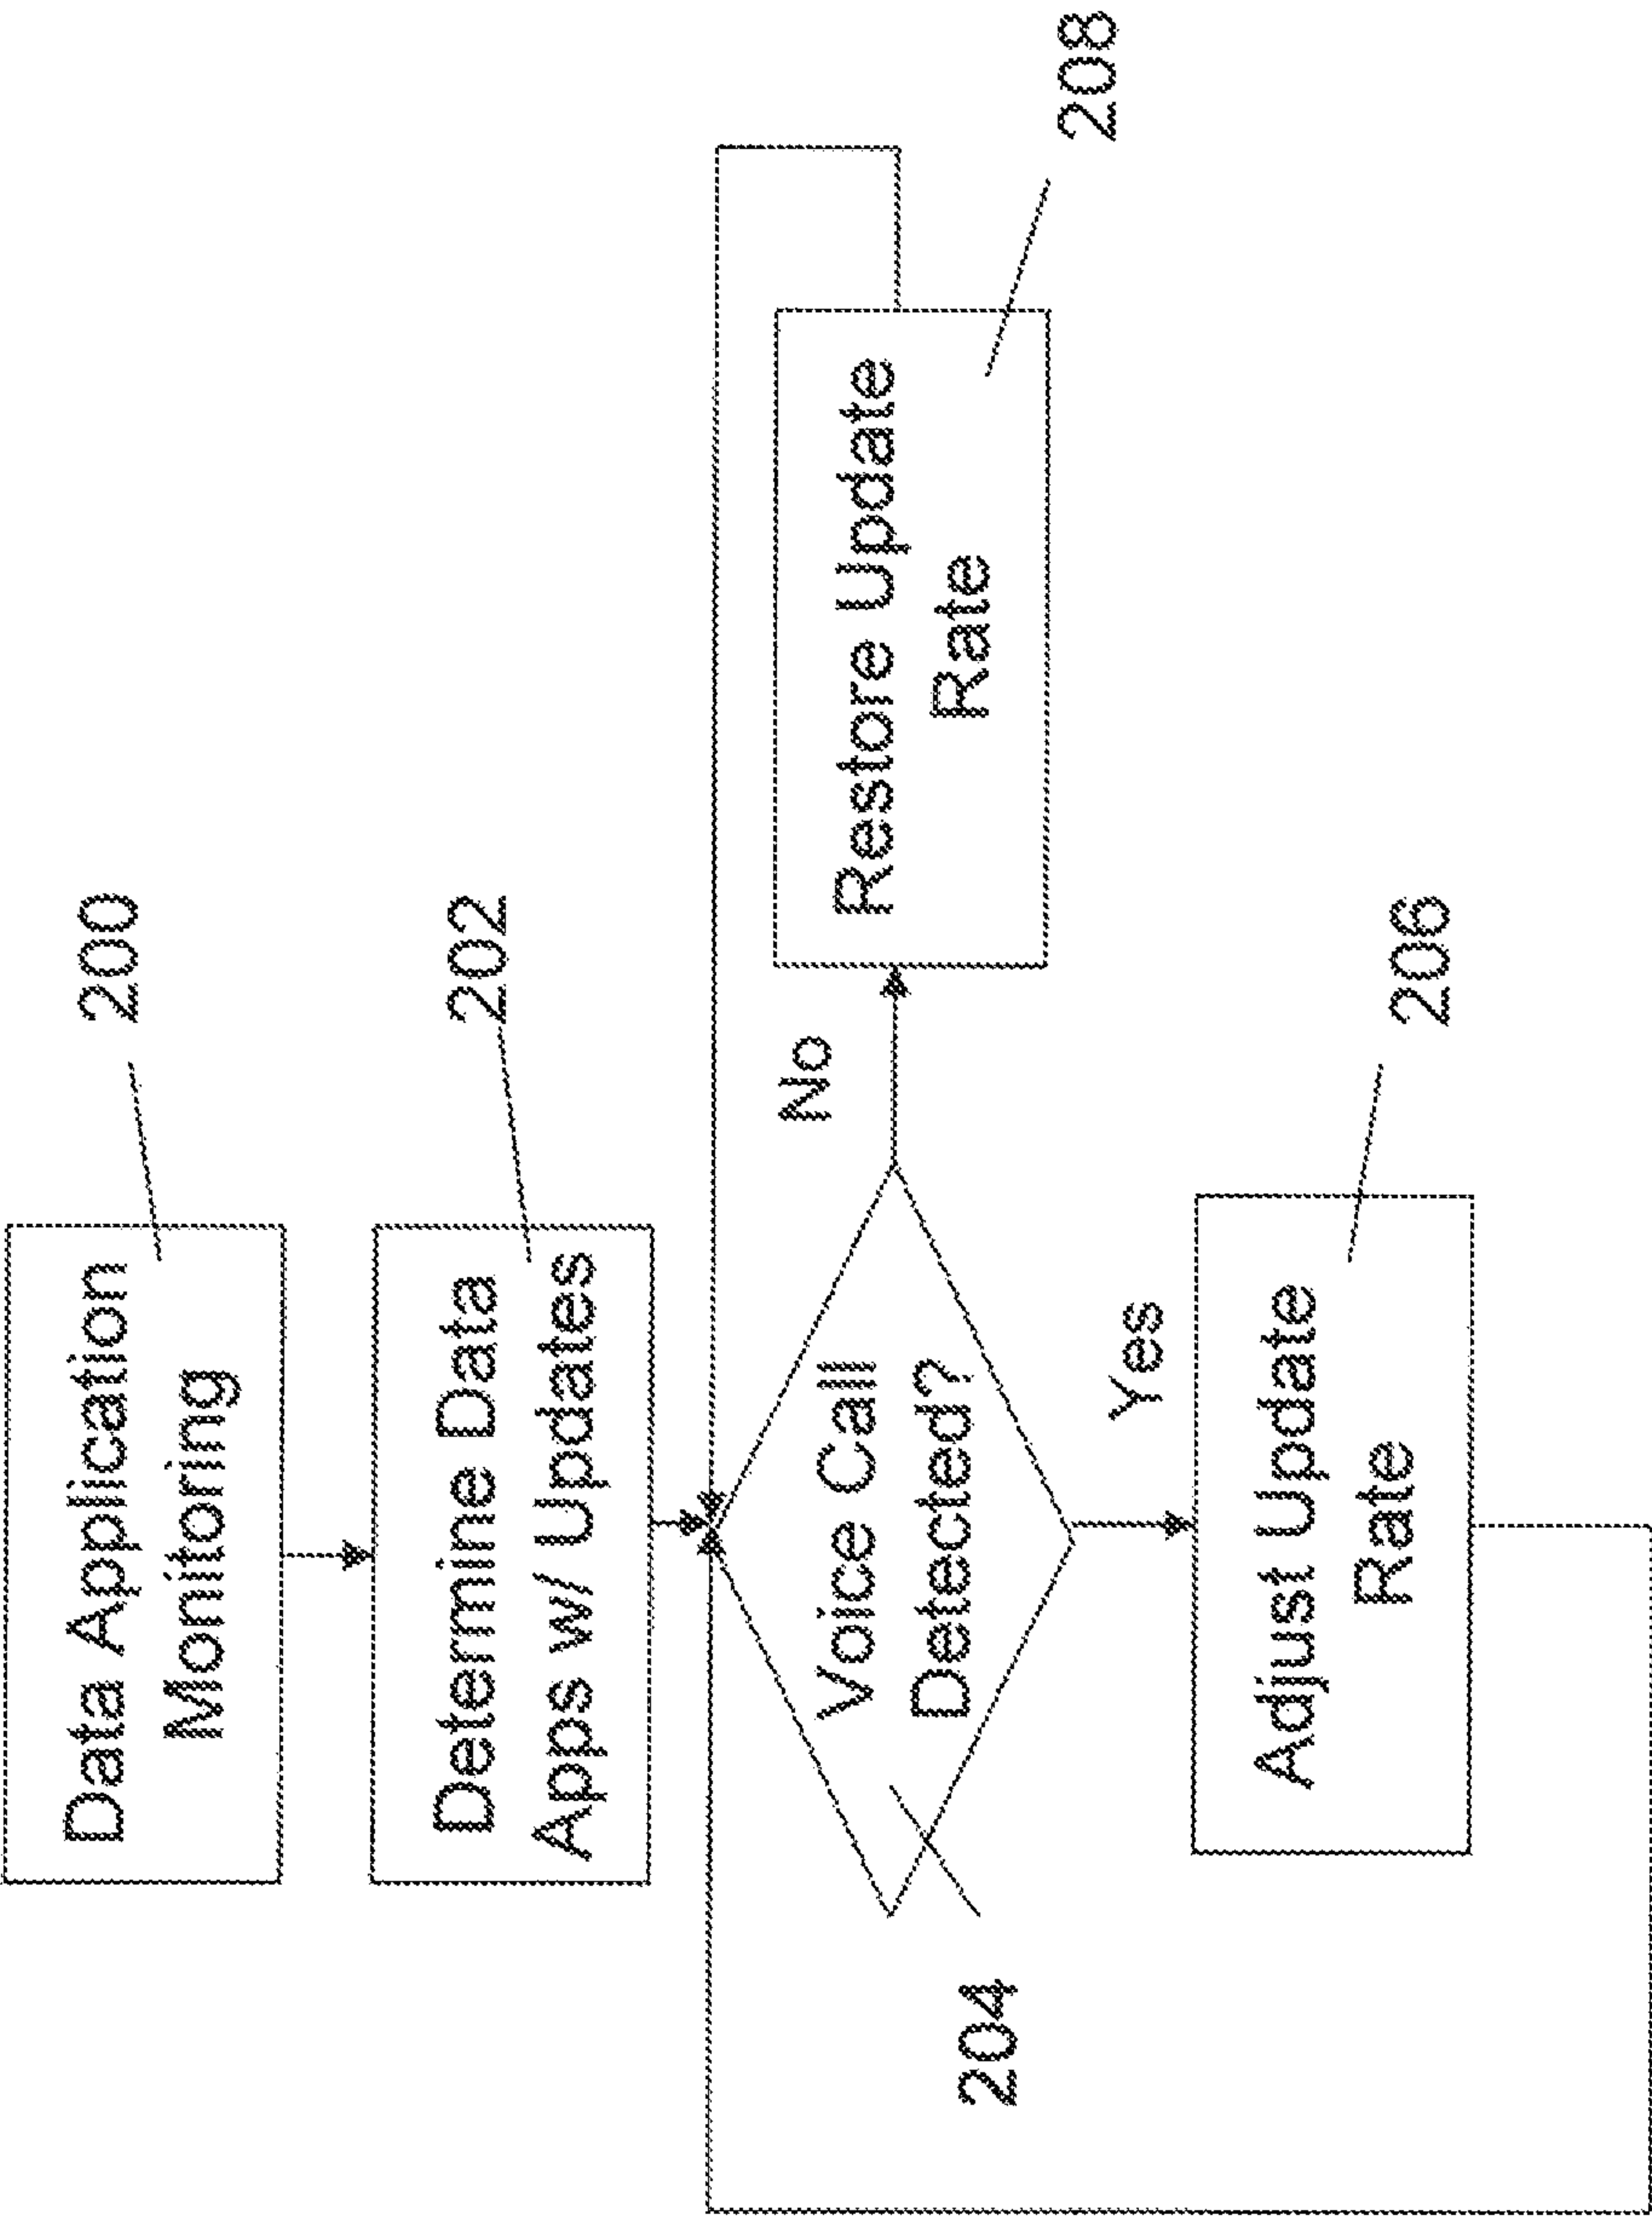 Data Application
Monitoring
200
Determine Data
Apps w/ Updates
202
Voice Call
Detected?
204
No
Restore Update
Rate
208
Yes
Adjust Update
Rate
206